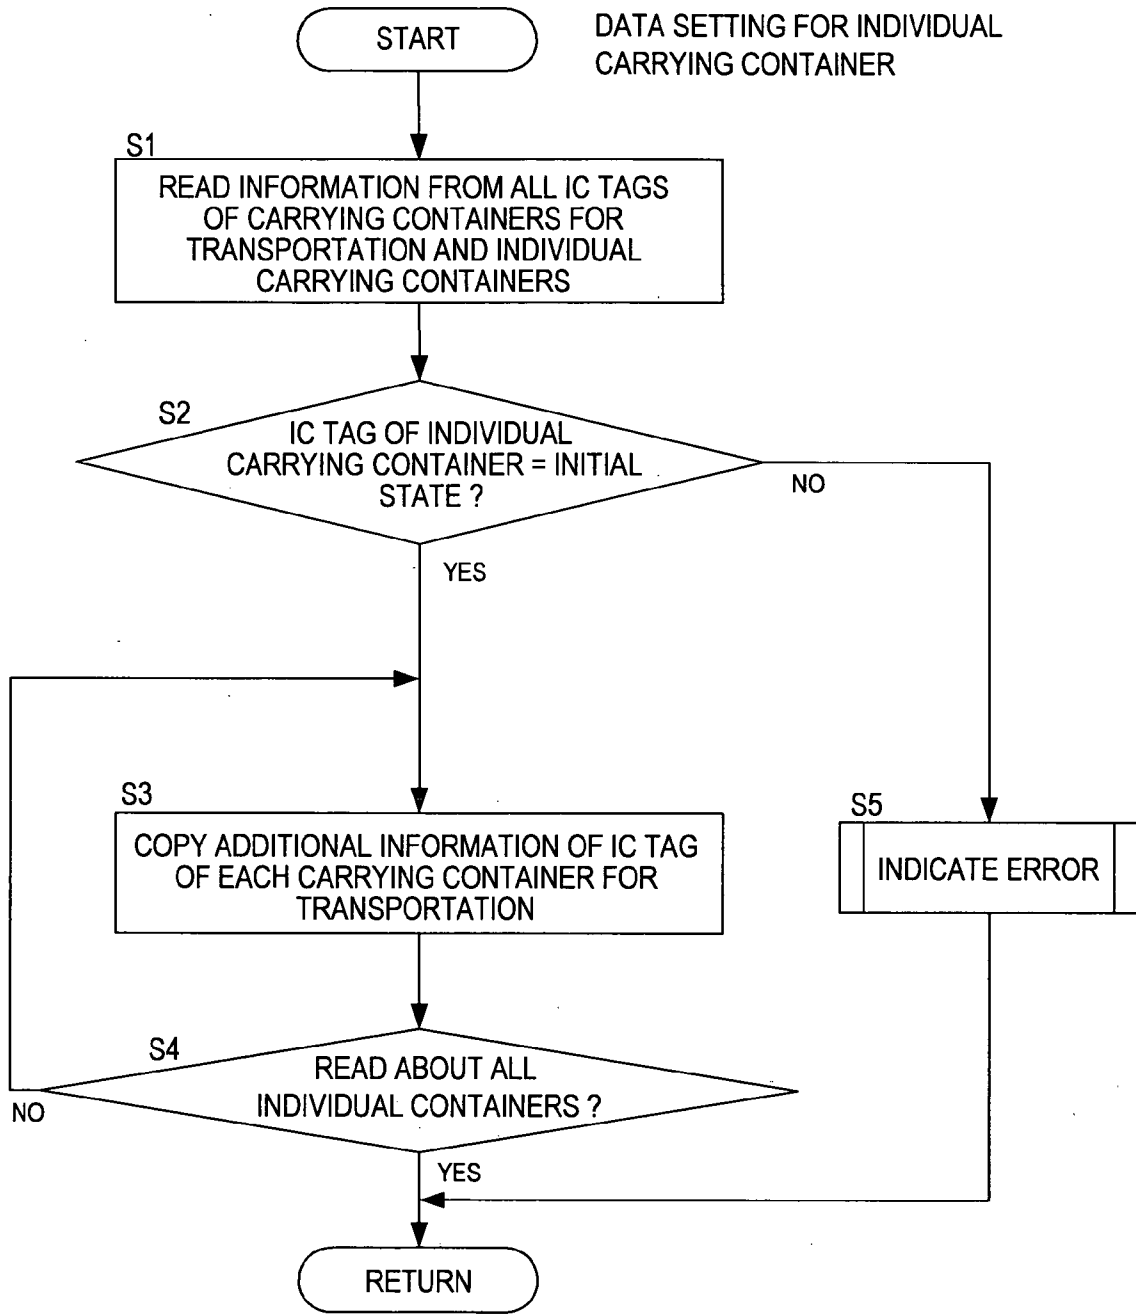 START
DATA SETTING FOR INDIVIDUAL
CARRYING CONTAINER
S1
READ INFORMATION FROM ALL IC TAGS
OF CARRYING CONTAINERS FOR
TRANSPORTATION AND INDIVIDUAL
CARRYING CONTAINERS
S2
IC TAG OF INDIVIDUAL
CARRYING CONTAINER = INITIAL
STATE ?
NO
YES
S3
COPY ADDITIONAL INFORMATION OF IC TAG
OF EACH CARRYING CONTAINER FOR
TRANSPORTATION
S5
INDICATE ERROR
S4
READ ABOUT ALL
INDIVIDUAL CONTAINERS ?
NO
YES
RETURN